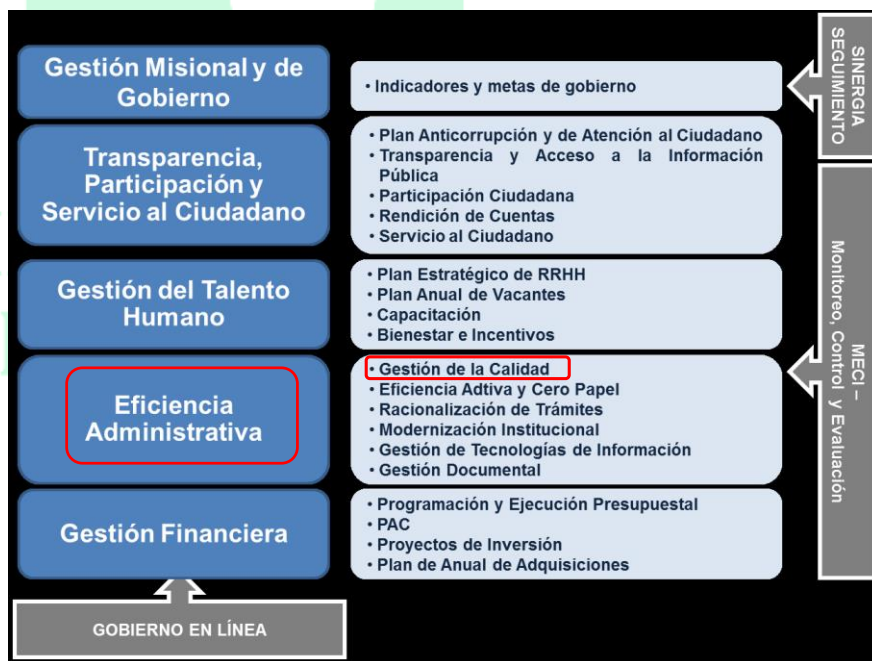 Gestión Misional y de
Gobierno
• Indicadores y metas de gobierno
SINERGIA
SEGUIMIENTO
Transparencia,
Participación y
Servicio al Ciudadano
• Plan Anticorrupción y de Atención al Ciudadano
• Transparencia y Acceso a la Información
Pública
• Participación Ciudadana
• Rendición de Cuentas
• Servicio al Ciudadano
Gestión del Talento
Humano
• Plan Estratégico de RRHH
• Plan Anual de Vacantes
• Capacitación
• Bienestar e Incentivos
Eficiencia
Administrativa
• Gestión de la Calidad
• Eficiencia Adtiva y Cero Papel
• Racionalización de Trámites
• Modernización Institucional
• Gestión de Tecnologías de Información
• Gestión Documental
MECI –
Monitoreo, Control y Evaluación
Gestión Financiera
• Programación y Ejecución Presupuestal
• PAC
• Proyectos de Inversión
• Plan de Anual de Adquisiciones
GOBIERNO EN LÍNEA